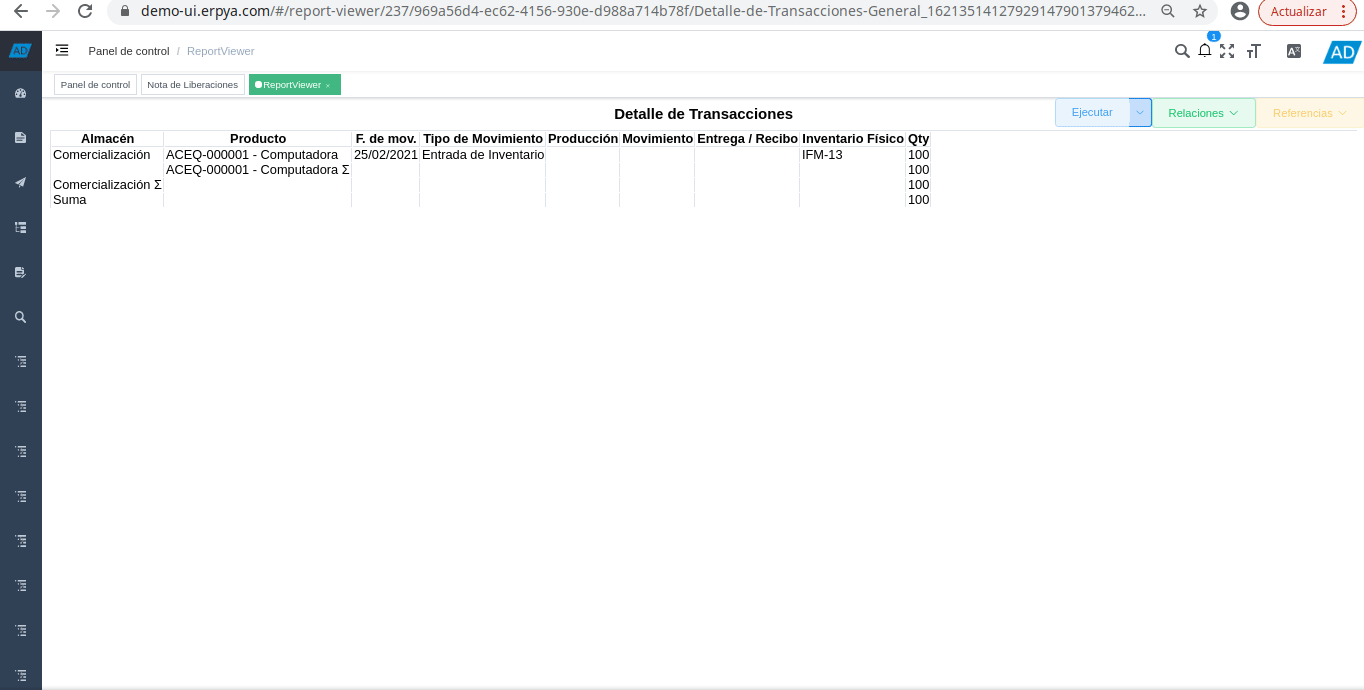 demo-ui.erpya.com/#/report-viewer/237/969a56d4-ec62-4156-930e-d988a714b78f/Detalle-de-Transacciones-General_16213514127929147901379462... Actualizar
AD Panel de control / ReportViewer 1 AD
Panel de control Nota de Liberaciones ReportViewer ×
Detalle de Transacciones Ejecutar Relaciones Referencias
Almacén Producto F. de mov. Tipo de Movimiento Producción Movimiento Entrega / Recibo Inventario Físico Qty
Comercialización ACEQ-000001 - Computadora 25/02/2021 Entrada de Inventario IFM-13 100
ACEQ-000001 - Computadora Σ 100
Comercialización Σ 100
Suma 100